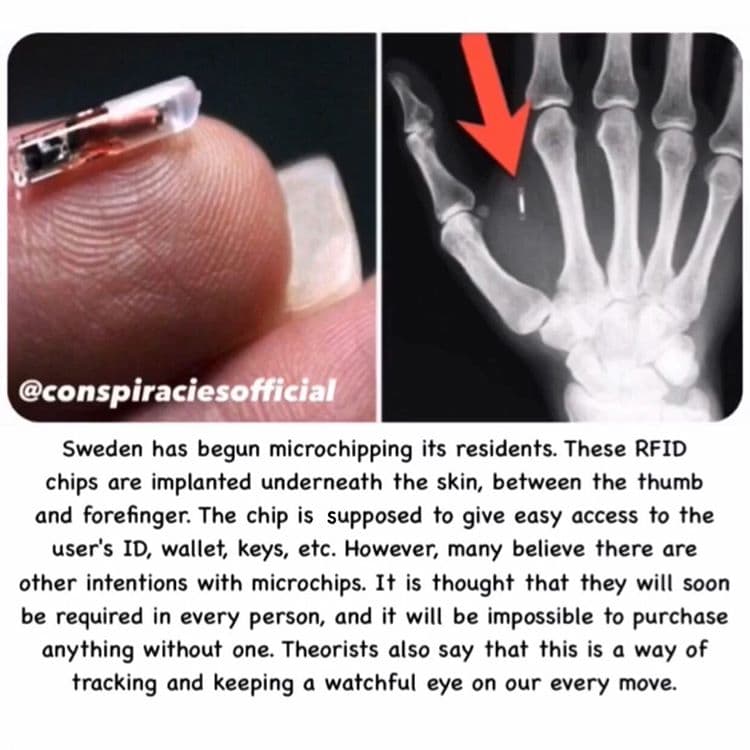 @conspiraciesofficial
Sweden has begun microchipping its residents. These RFID
chips are implanted underneath the skin, between the thumb
and forefinger. The chip is supposed to give easy access to the
user's ID, wallet, keys, etc. However, many believe there are
other intentions with microchips. It is thought that they will soon
be required in every person, and it will be impossible to purchase
anything without one. Theorists also say that this is a way of
tracking and keeping a watchful eye on our every move.